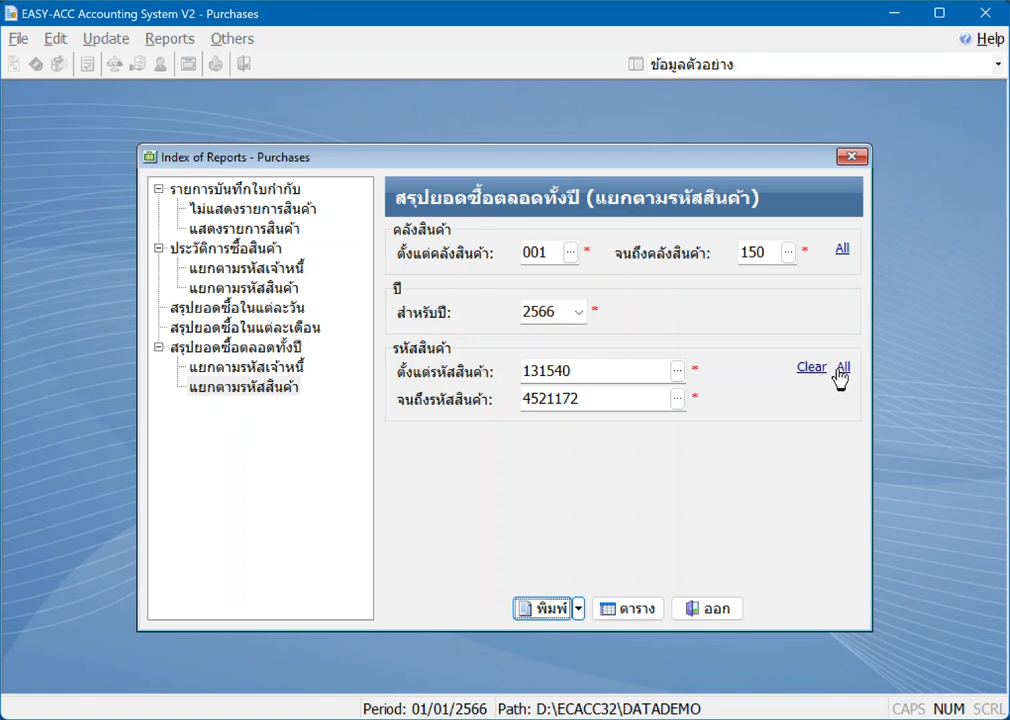 EASY-ACC Accounting System V2 - Purchases
File Edit Update Reports Others Help
ข้อมูลตัวอย่าง
Index of Reports - Purchases
รายการบันทึกใบกำกับ
ไม่แสดงรายการสินค้า
แสดงรายการสินค้า
ประวัติการซื้อสินค้า
แยกตามรหัสเจ้าหนี้
แยกตามรหัสสินค้า
สรุปยอดซื้อในแต่ละวัน
สรุปยอดซื้อในแต่ละเดือน
สรุปยอดซื้อตลอดทั้งปี
แยกตามรหัสเจ้าหนี้
แยกตามรหัสสินค้า
สรุปยอดซื้อตลอดทั้งปี (แยกตามรหัสสินค้า)
คลังสินค้า
ตั้งแต่คลังสินค้า: 001 ... * จนถึงคลังสินค้า: 150 ... * All
ปี
สำหรับปี: 2566 *
รหัสสินค้า
ตั้งแต่รหัสสินค้า: 131540 ... * Clear All
จนถึงรหัสสินค้า: 4521172 ... *
พิมพ์ ตาราง ออก
Period: 01/01/2566 Path: D:\ECACC32\DATADEMO CAPS NUM SCRL